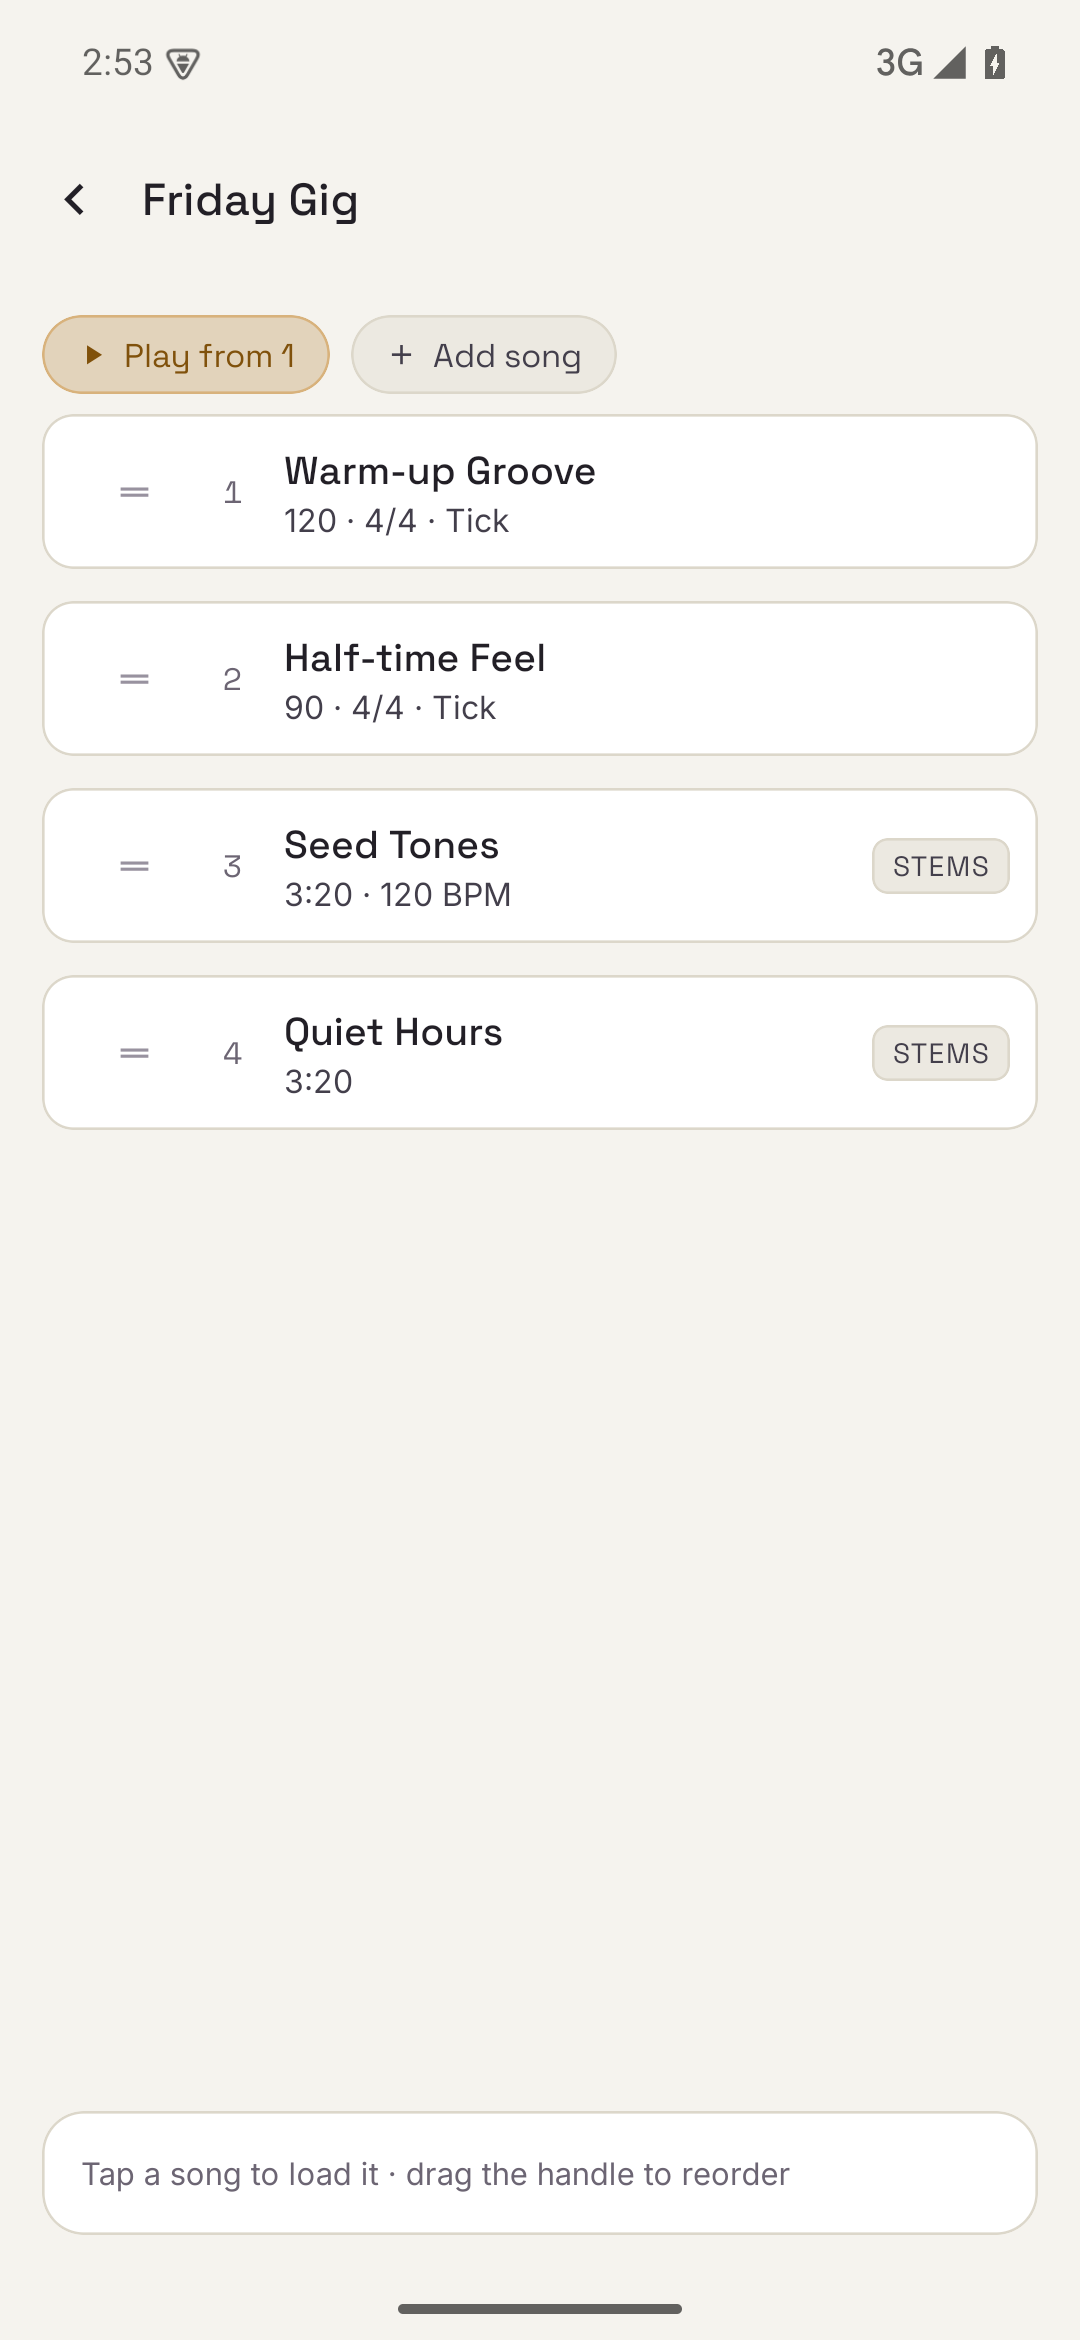 2:53
3G
Friday Gig
Play from 1
+ Add song
1
Warm-up Groove
120 · 4/4 · Tick
2
Half-time Feel
90 · 4/4 · Tick
3
Seed Tones
3:20 · 120 BPM
STEMS
4
Quiet Hours
3:20
STEMS
Tap a song to load it · drag the handle to reorder